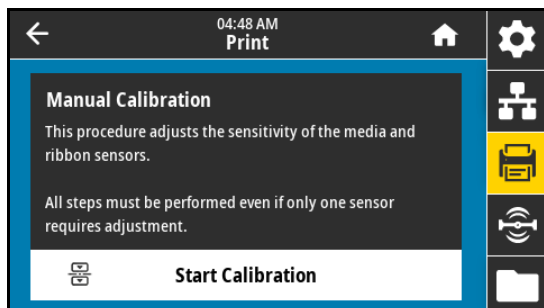 04:48 AM
Print
Manual Calibration
This procedure adjusts the sensitivity of the media and
ribbon sensors.
All steps must be performed even if only one sensor
requires adjustment.
Start Calibration